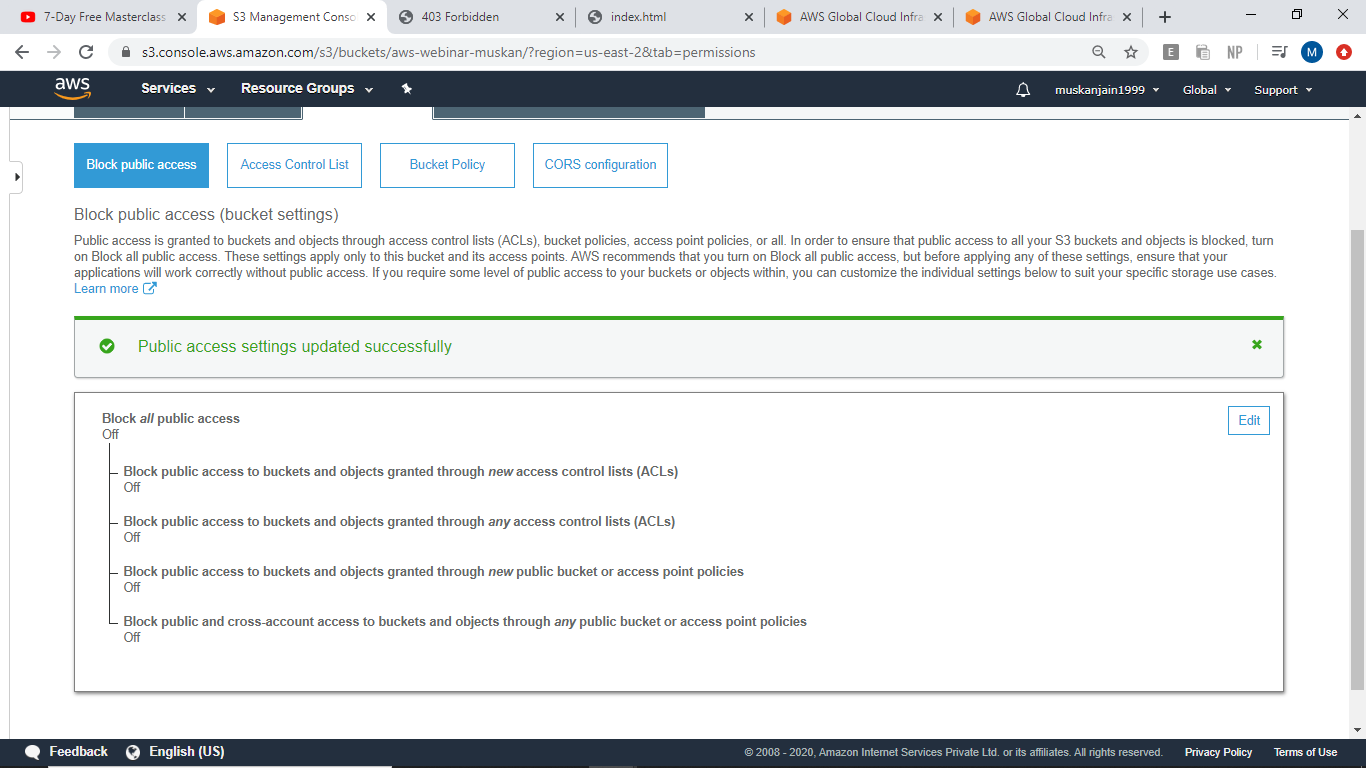 7-Day Free Masterclass
S3 Management Conso
403 Forbidden
index.html
AWS Global Cloud Infra
AWS Global Cloud Infra
s3.console.aws.amazon.com/s3/buckets/aws-webinar-muskan/?region=us-east-2&tab=permissions
E
NP
M
aws
Services
Resource Groups
muskanjain1999
Global
Support
Block public access
Access Control List
Bucket Policy
CORS configuration
Block public access (bucket settings)
Public access is granted to buckets and objects through access control lists (ACLs), bucket policies, access point policies, or all. In order to ensure that public access to all your S3 buckets and objects is blocked, turn
on Block all public access. These settings apply only to this bucket and its access points. AWS recommends that you turn on Block all public access, but before applying any of these settings, ensure that your
applications will work correctly without public access. If you require some level of public access to your buckets or objects within, you can customize the individual settings below to suit your specific storage use cases.
Learn more
Public access settings updated successfully
Block all public access
Edit
Off
Block public access to buckets and objects granted through new access control lists (ACLs)
Off
Block public access to buckets and objects granted through any access control lists (ACLs)
Off
Block public access to buckets and objects granted through new public bucket or access point policies
Off
Block public and cross-account access to buckets and objects through any public bucket or access point policies
Off
Feedback
English (US)
© 2008 - 2020, Amazon Internet Services Private Ltd. or its affiliates. All rights reserved.
Privacy Policy
Terms of Use